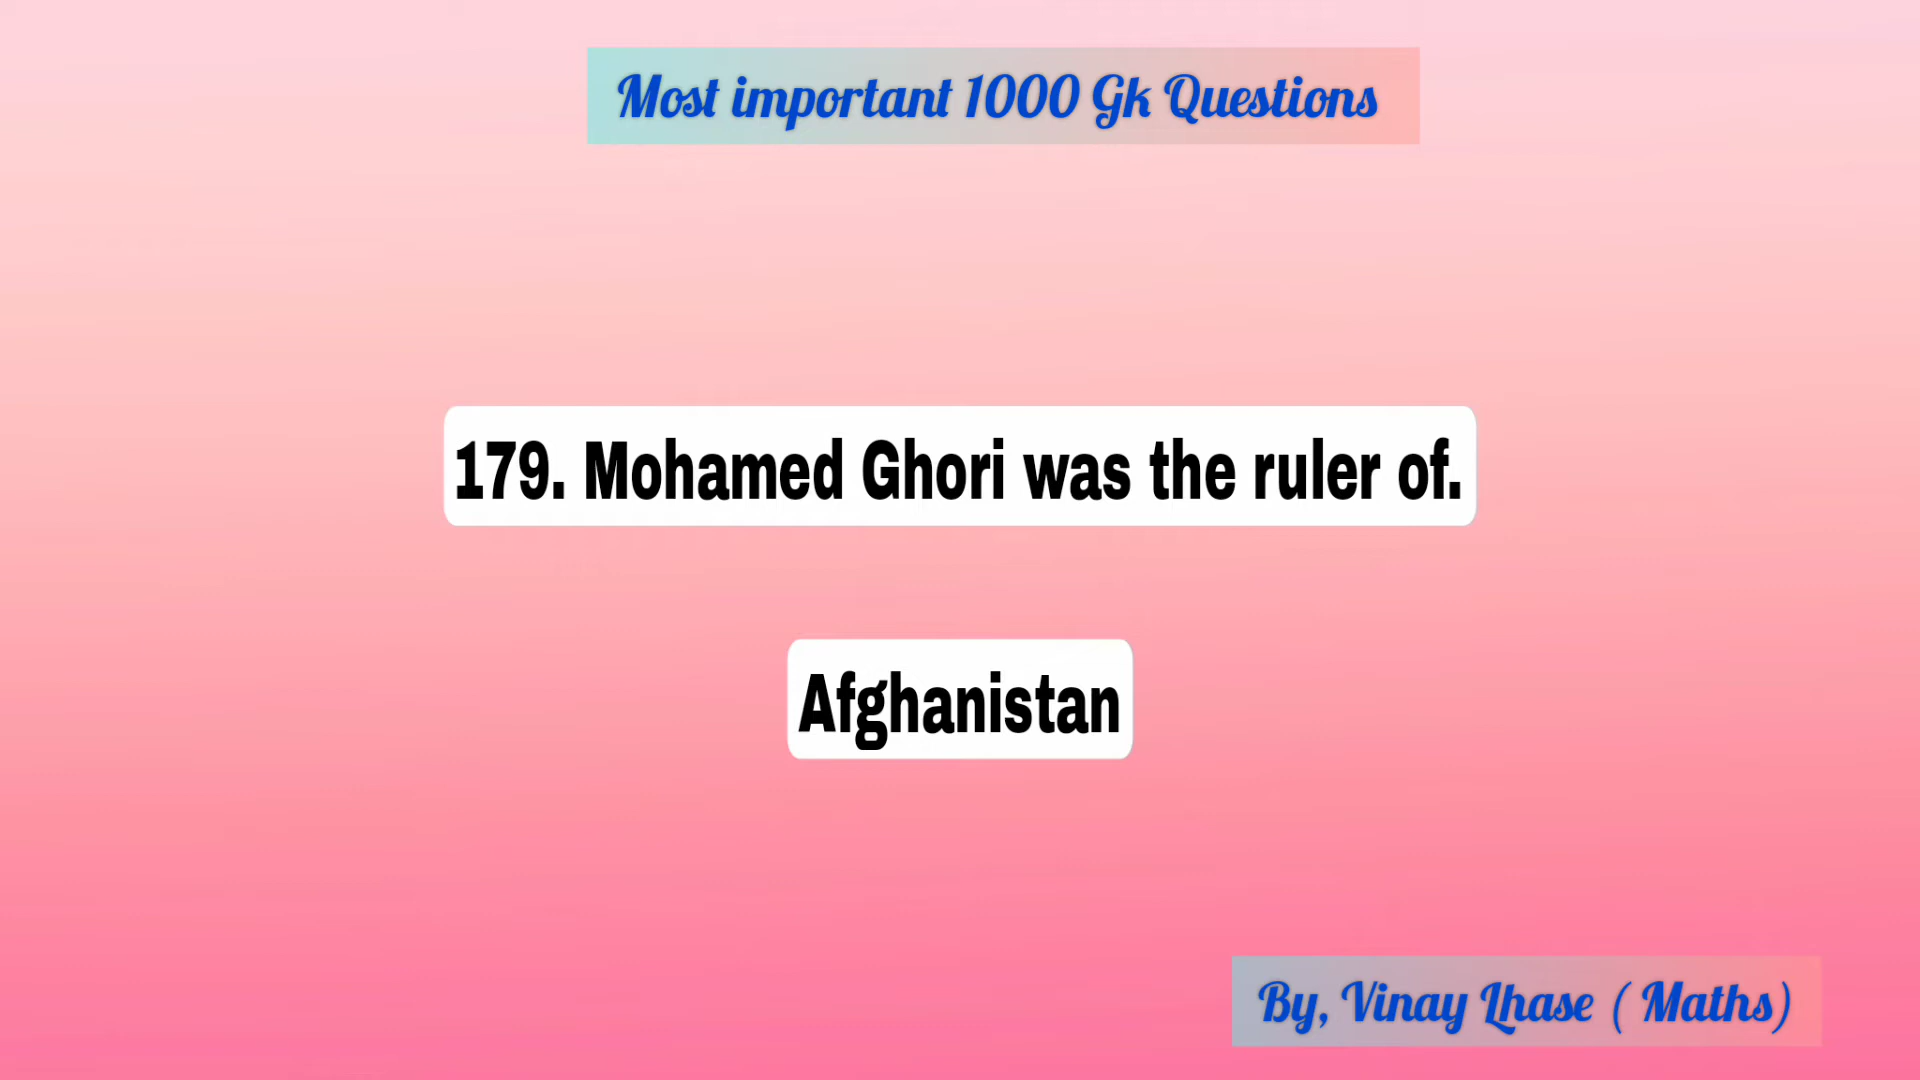 Most important 1000 Gk Questions
179. Mohamed Ghori was the ruler of.
Afghanistan
By, Vinay Lhase ( Maths)